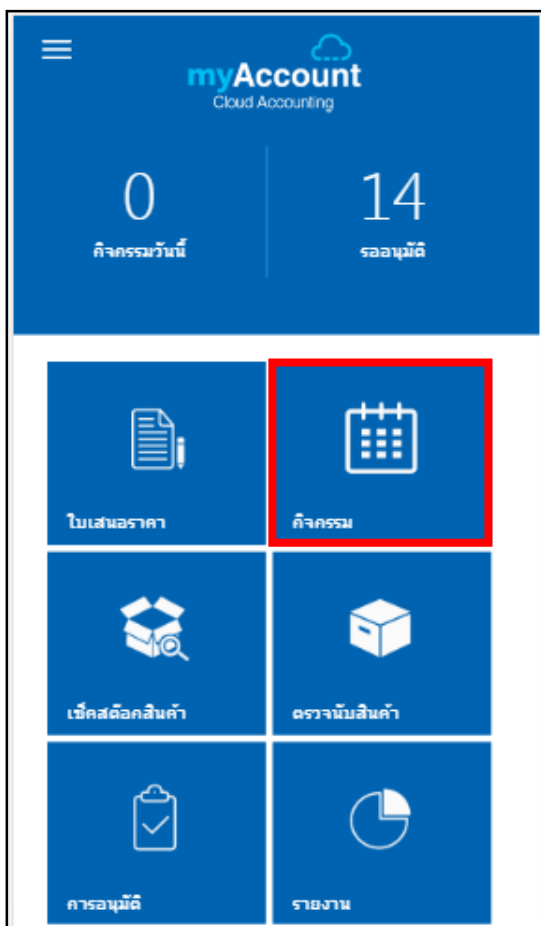 myAccount
Cloud Accounting
0
14
กิจกรรมวันนี้
รออนุมัติ
ใบเสนอราคา
กิจกรรม
เช็คสต๊อกสินค้า
ตรวจนับสินค้า
การอนุมัติ
รายงาน